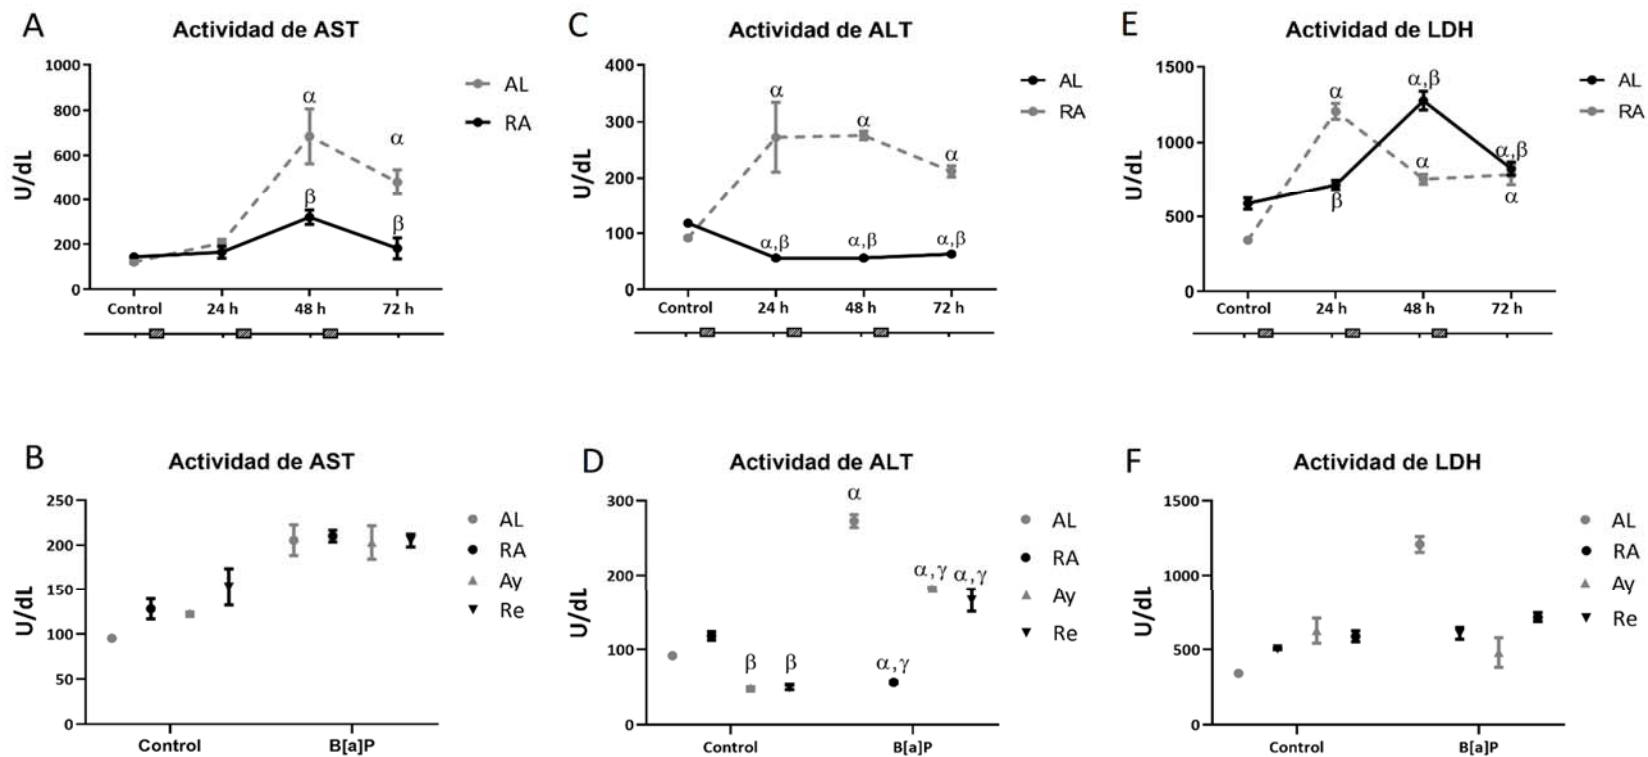 A
Actividad de AST
1000
800
600
400
200
0
U/dL
α
α
β
β
AL
RA
Control
24 h
48 h
72 h
C
Actividad de ALT
400
300
200
100
0
U/dL
α
α
α
α,β
α,β
α,β
AL
RA
Control
24 h
48 h
72 h
E
Actividad de LDH
1500
1000
500
0
U/dL
α
α,β
α
α,β
β
α
AL
RA
Control
24 h
48 h
72 h
B
Actividad de AST
250
200
150
100
50
0
U/dL
AL
RA
Ay
Re
Control
B[a]P
D
Actividad de ALT
300
200
100
0
U/dL
α
α,γ
α,γ
β
β
α,γ
AL
RA
Ay
Re
Control
B[a]P
F
Actividad de LDH
1500
1000
500
0
U/dL
AL
RA
Ay
Re
Control
B[a]P